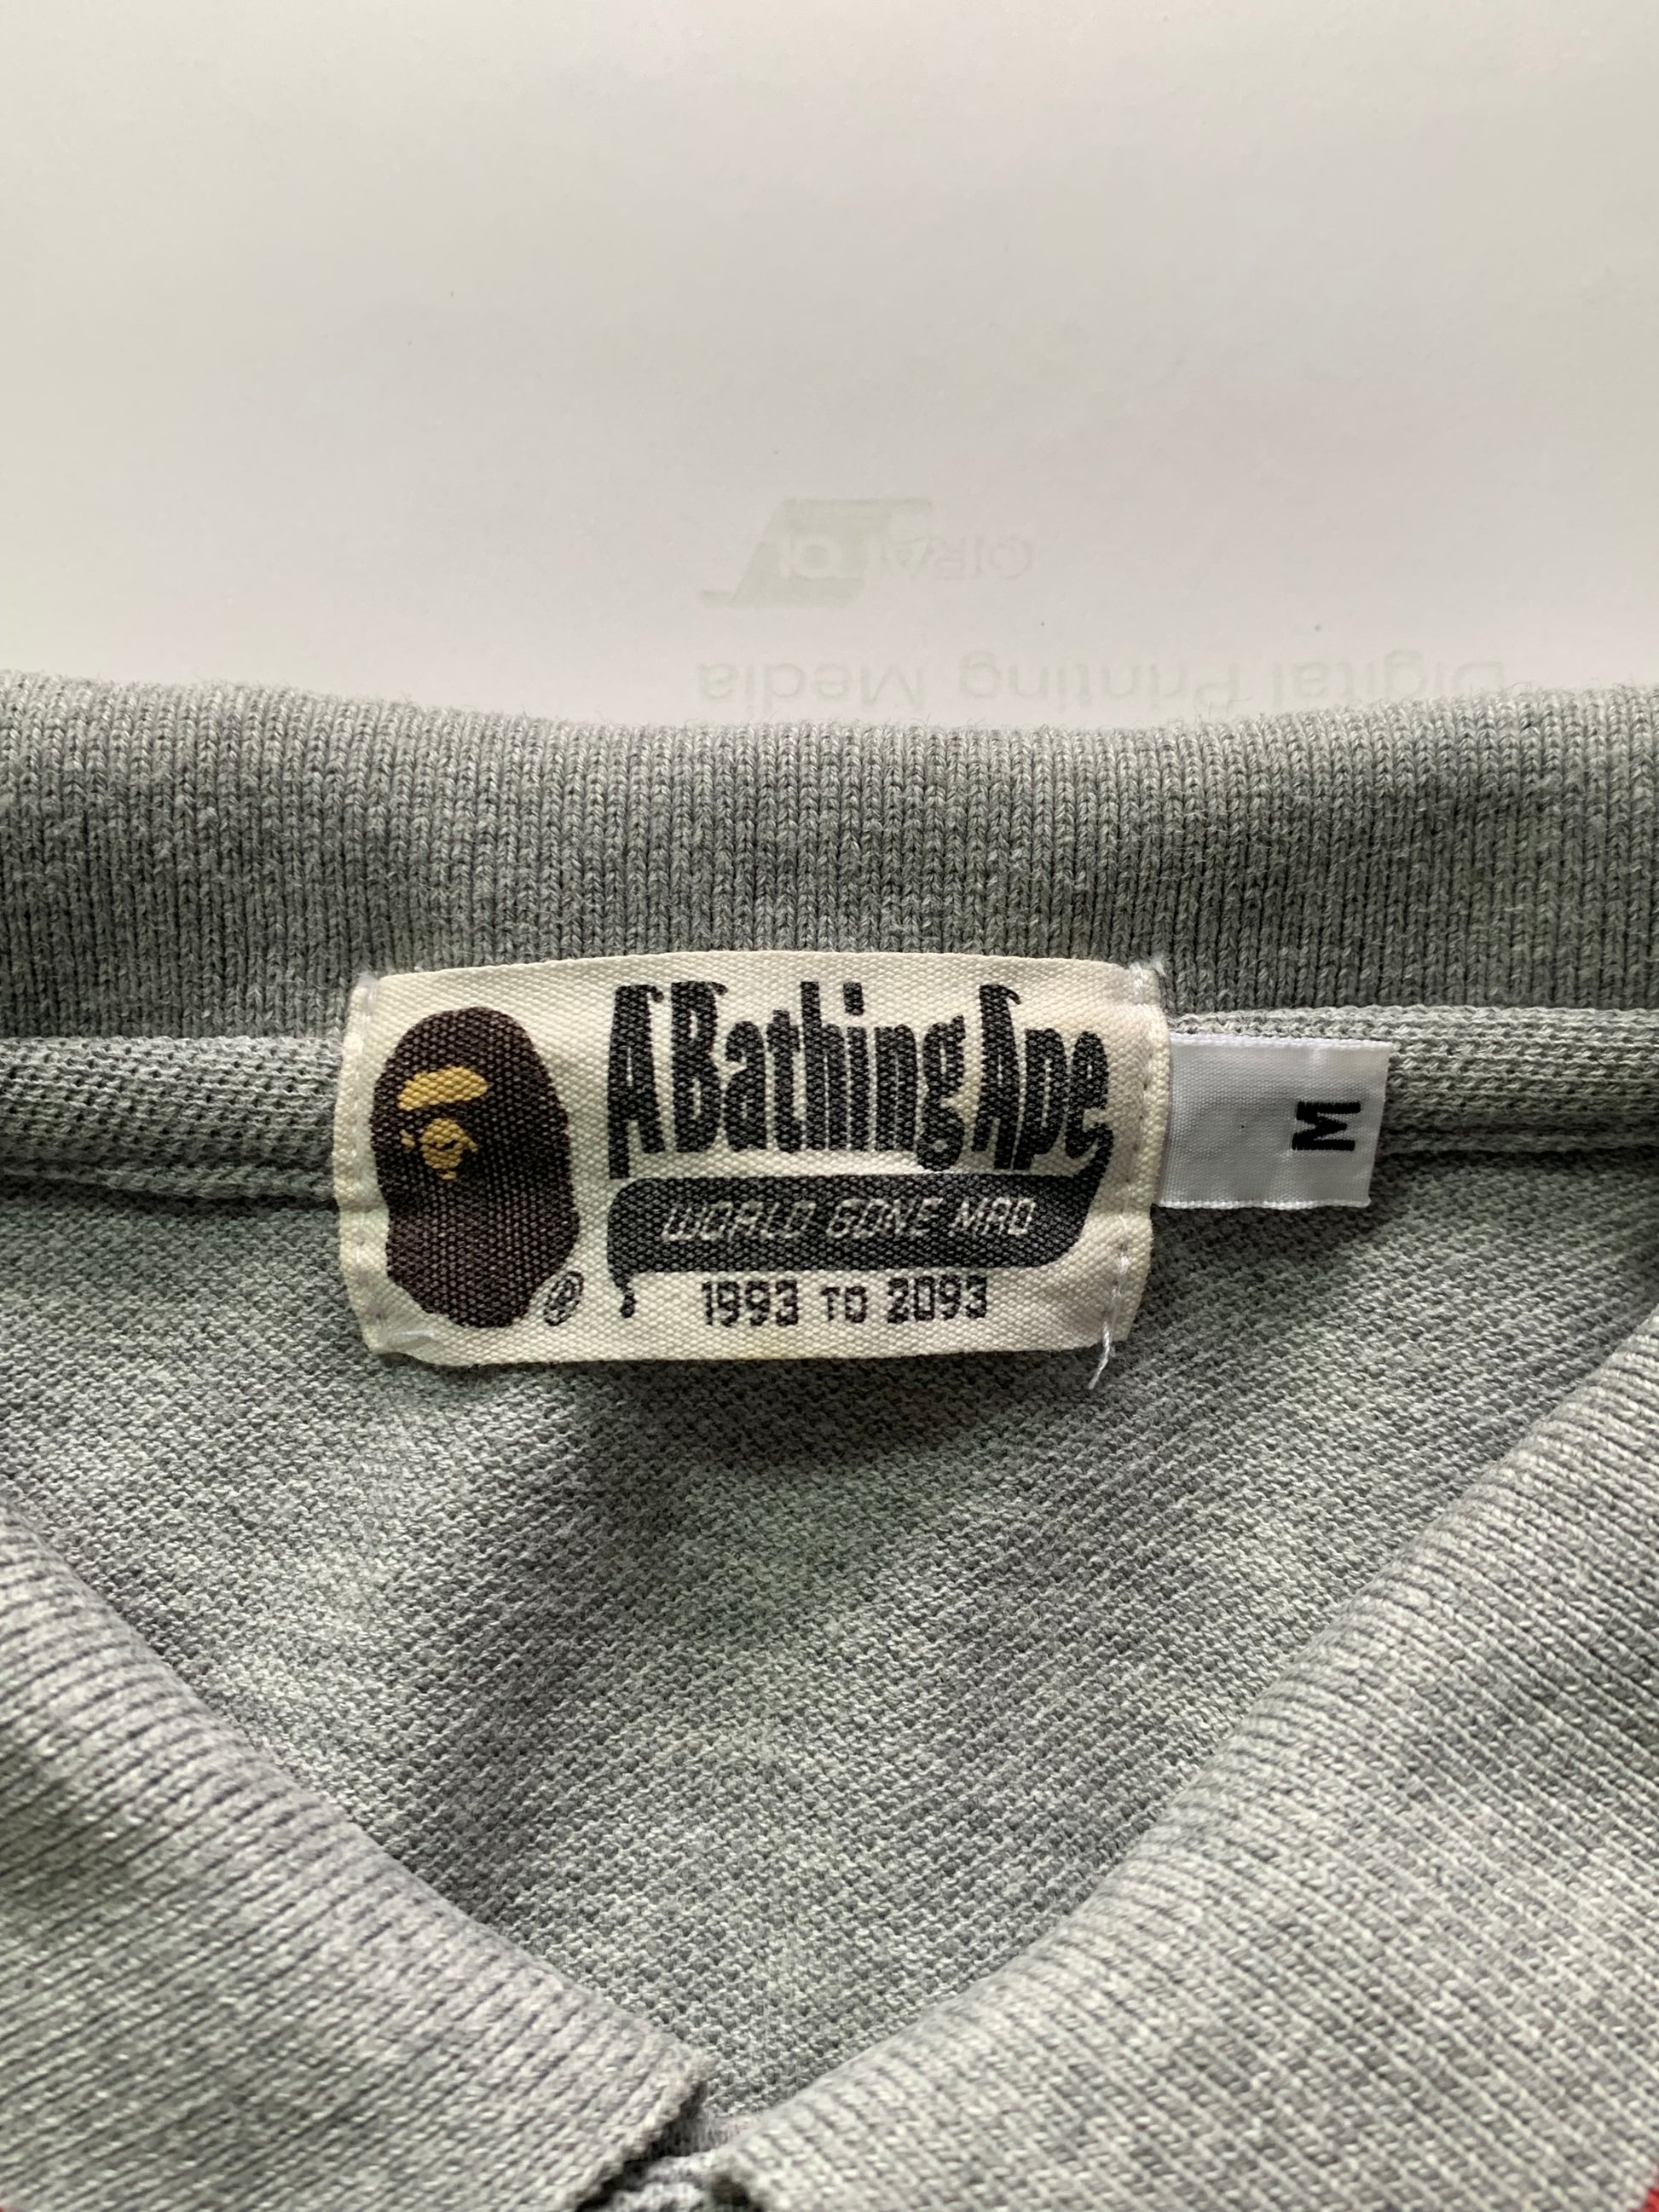 Digital Printing Media
A Bathing Ape
WORLD GONE MAD
®
1993 TO 2093
M